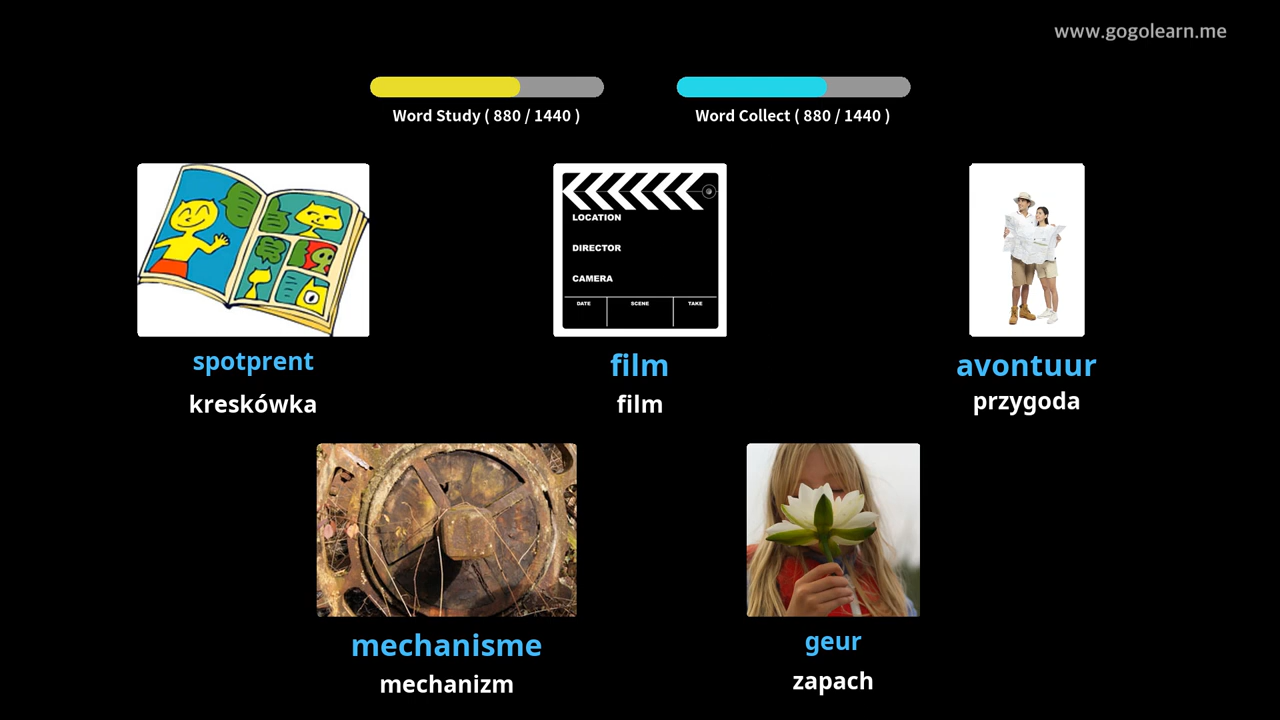 www.gogolearn.me
Word Study ( 880 / 1440 )
Word Collect ( 880 / 1440 )
LOCATION
DIRECTOR
CAMERA
DATE SCENE TAKE
spotprent
kreskówka
film
film
avontuur
przygoda
mechanisme
mechanizm
geur
zapach